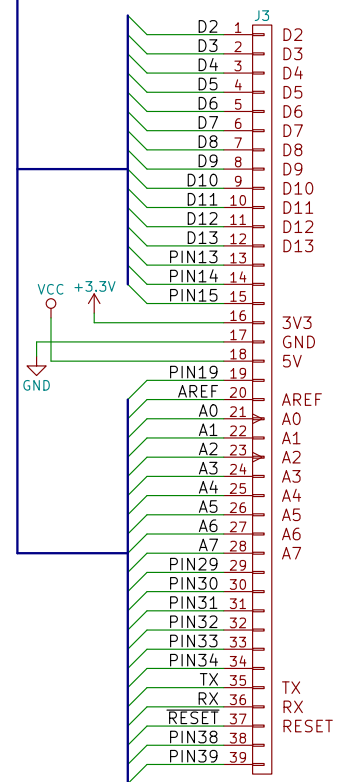 J3
D2 1 D2
D3 2 D3
D4 3 D4
D5 4 D5
D6 5 D6
D7 6 D7
D8 7 D8
D9 8 D9
D10 9 D10
D11 10 D11
D12 11 D12
D13 12 D13
PIN13 13
PIN14 14
PIN15 15
VCC +3.3V
16 3V3
17 GND
18 5V
GND
PIN19 19
AREF 20 AREF
A0 21 A0
A1 22 A1
A2 23 A2
A3 24 A3
A4 25 A4
A5 26 A5
A6 27 A6
A7 28 A7
PIN29 29
PIN30 30
PIN31 31
PIN32 32
PIN33 33
PIN34 34
TX 35 TX
RX 36 RX
RESET 37 RESET
PIN38 38
PIN39 39